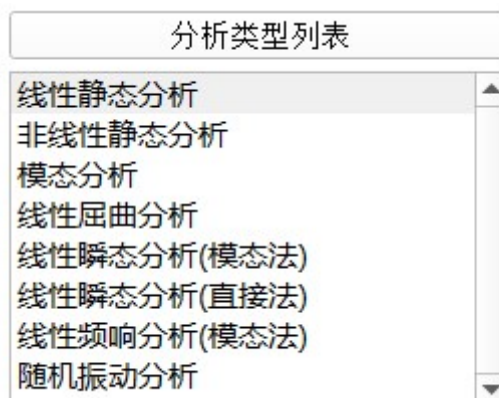 分析类型列表
线性静态分析
非线性静态分析
模态分析
线性屈曲分析
线性瞬态分析(模态法)
线性瞬态分析(直接法)
线性频响分析(模态法)
随机振动分析